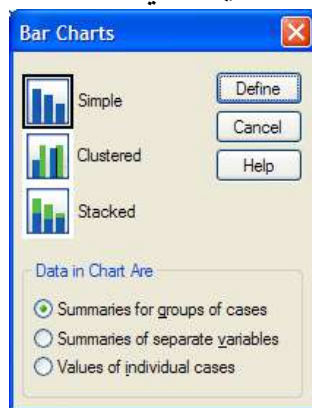 Bar Charts
Simple
Define
Cancel
Clustered
Help
Stacked
Data in Chart Are
Summaries for groups of cases
Summaries of separate variables
Values of individual cases